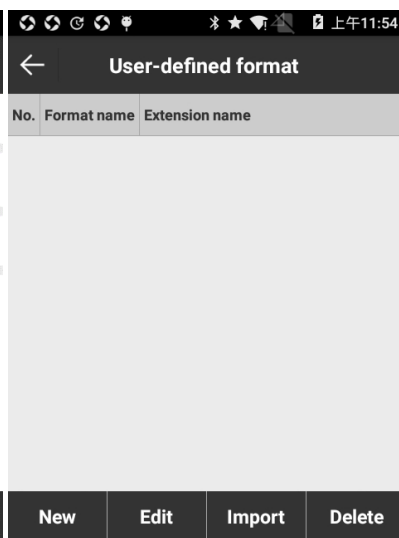 上午11:54
User-defined format
No. Format name Extension name
New Edit Import Delete